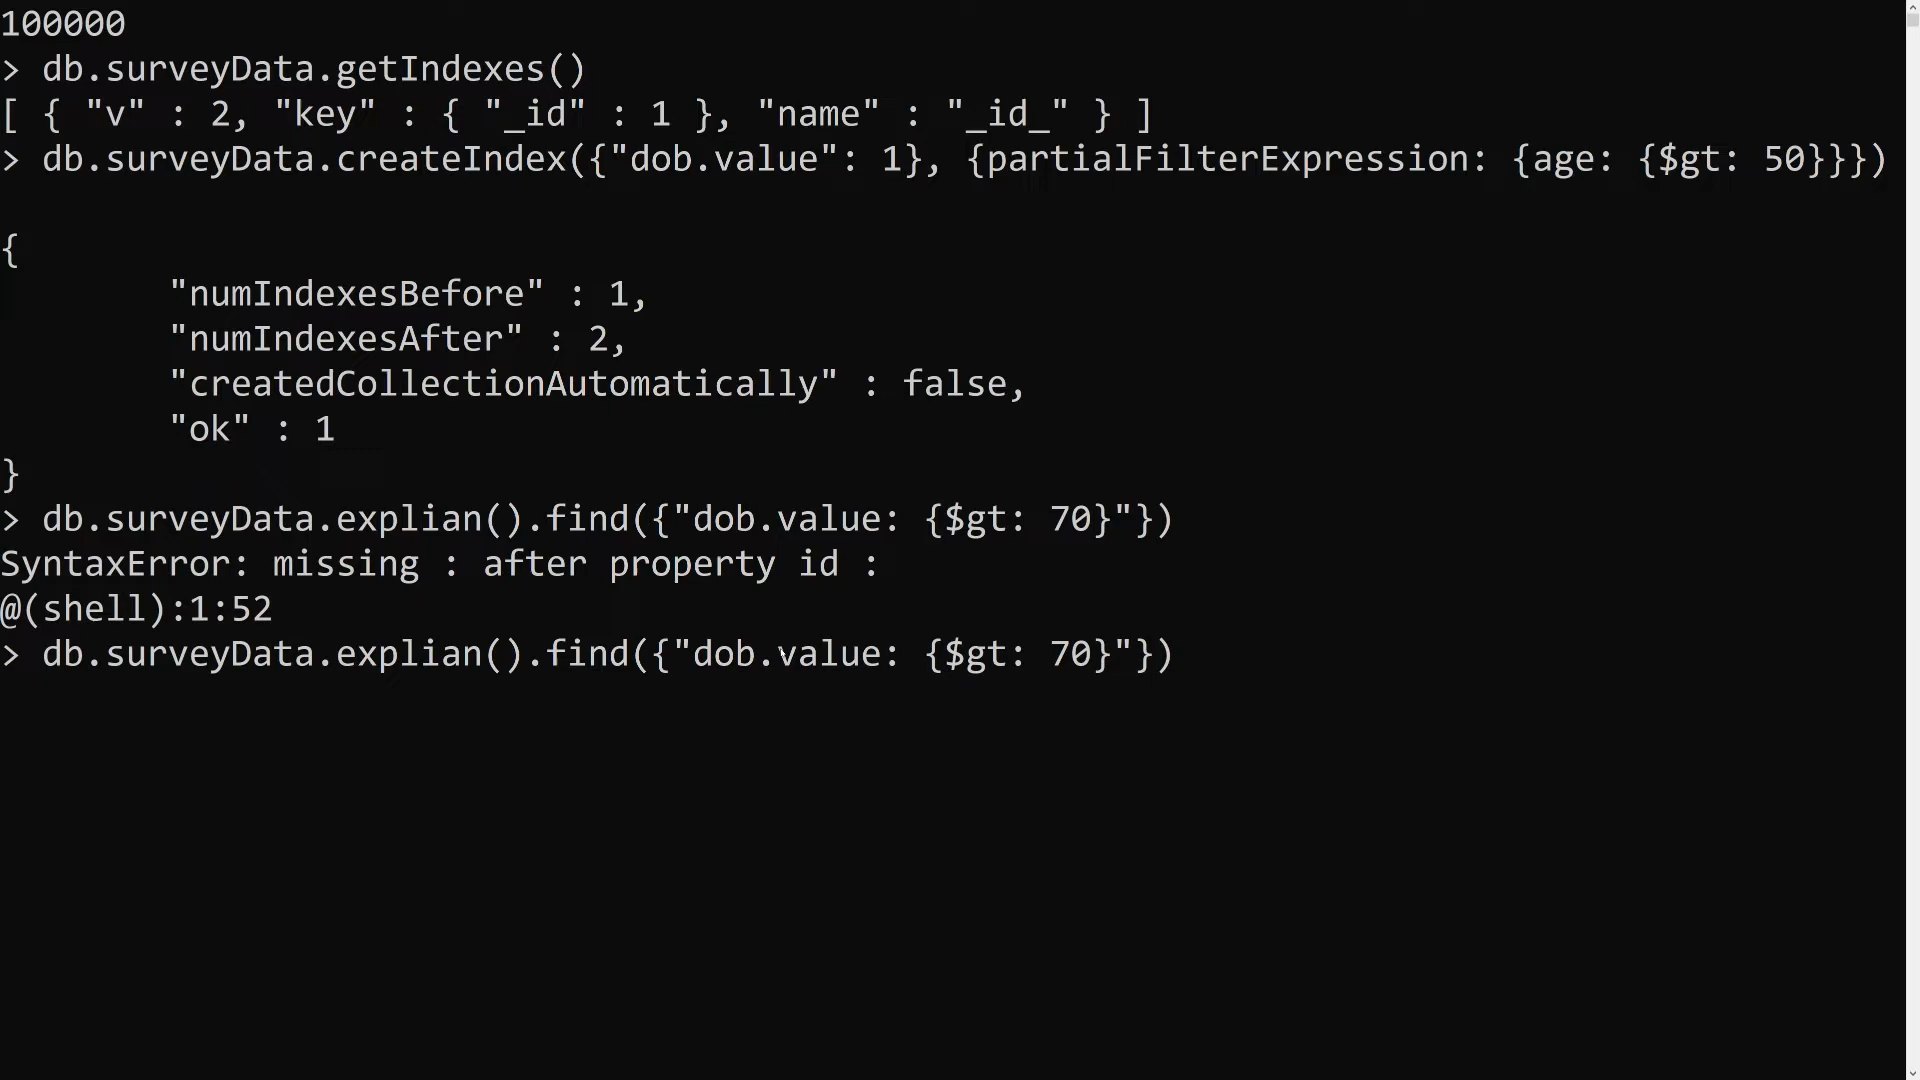 100000
> db.surveyData.getIndexes()
[ { "v" : 2, "key" : { "_id" : 1 }, "name" : "_id_" } ]
> db.surveyData.createIndex({"dob.value": 1}, {partialFilterExpression: {age: {$gt: 50}}})
{
"numIndexesBefore" : 1,
"numIndexesAfter" : 2,
"createdCollectionAutomatically" : false,
"ok" : 1
}
> db.surveyData.explian().find({"dob.value: {$gt: 70}"})
SyntaxError: missing : after property id :
@(shell):1:52
> db.surveyData.explian().find({"dob.value: {$gt: 70}"})